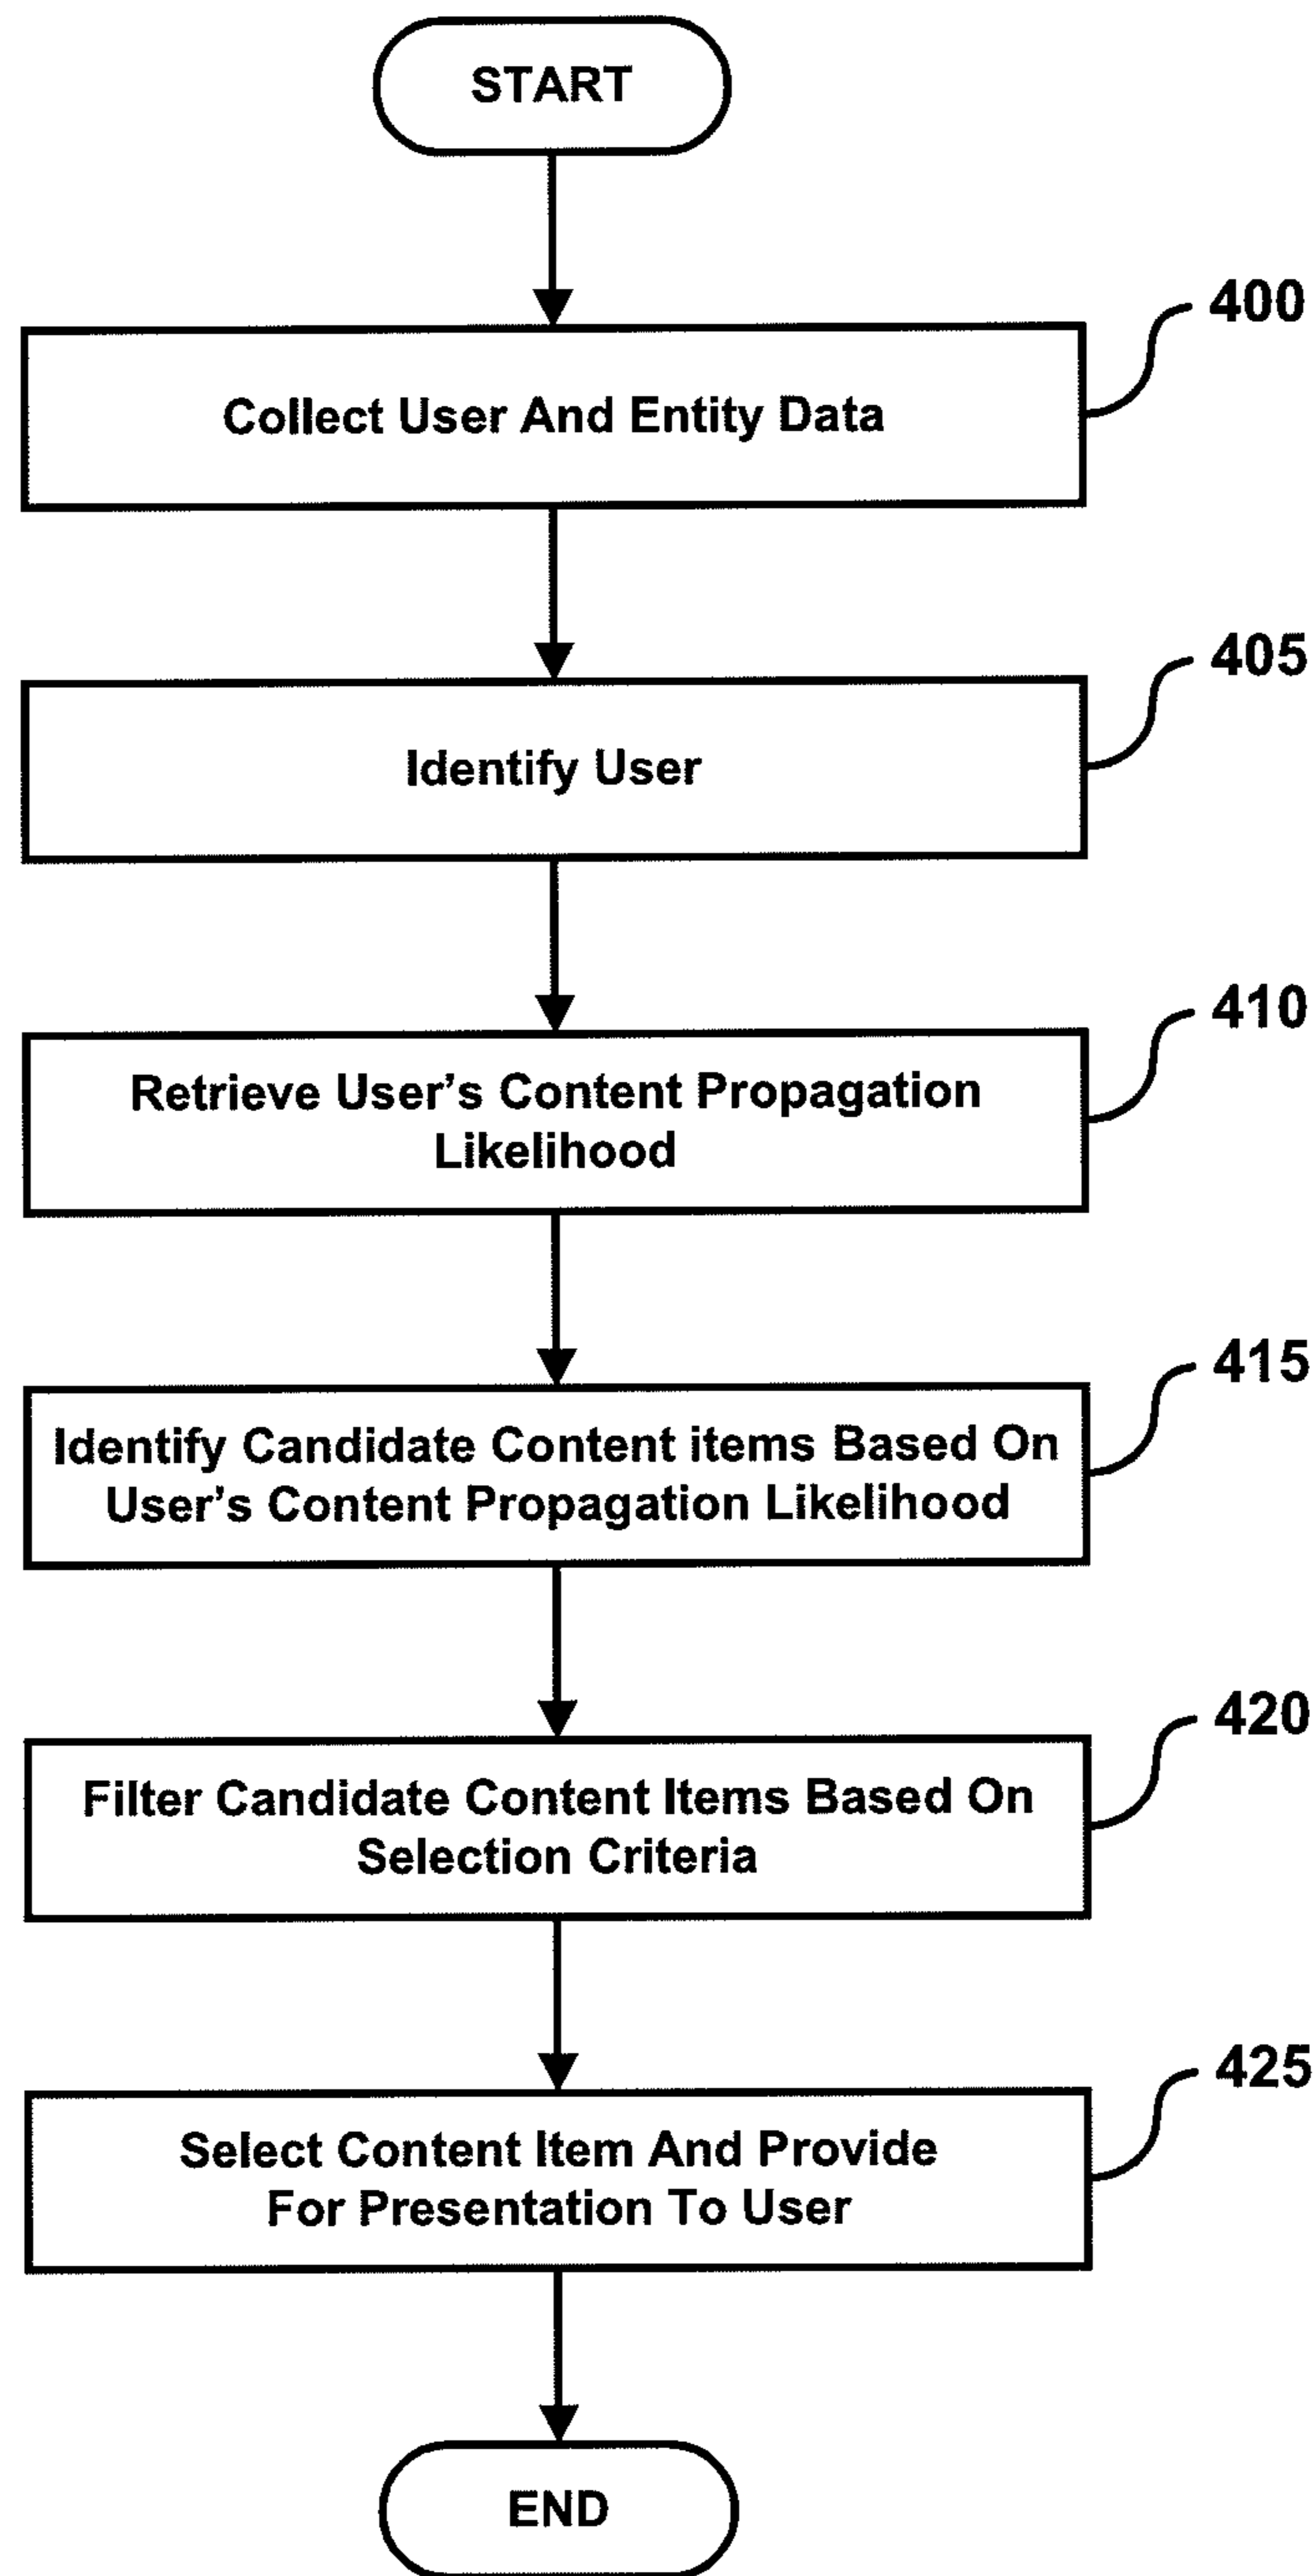 START
400
Collect User And Entity Data
405
Identify User
410
Retrieve User's Content Propagation
Likelihood
415
Identify Candidate Content items Based On
User's Content Propagation Likelihood
420
Filter Candidate Content Items Based On
Selection Criteria
425
Select Content Item And Provide
For Presentation To User
END